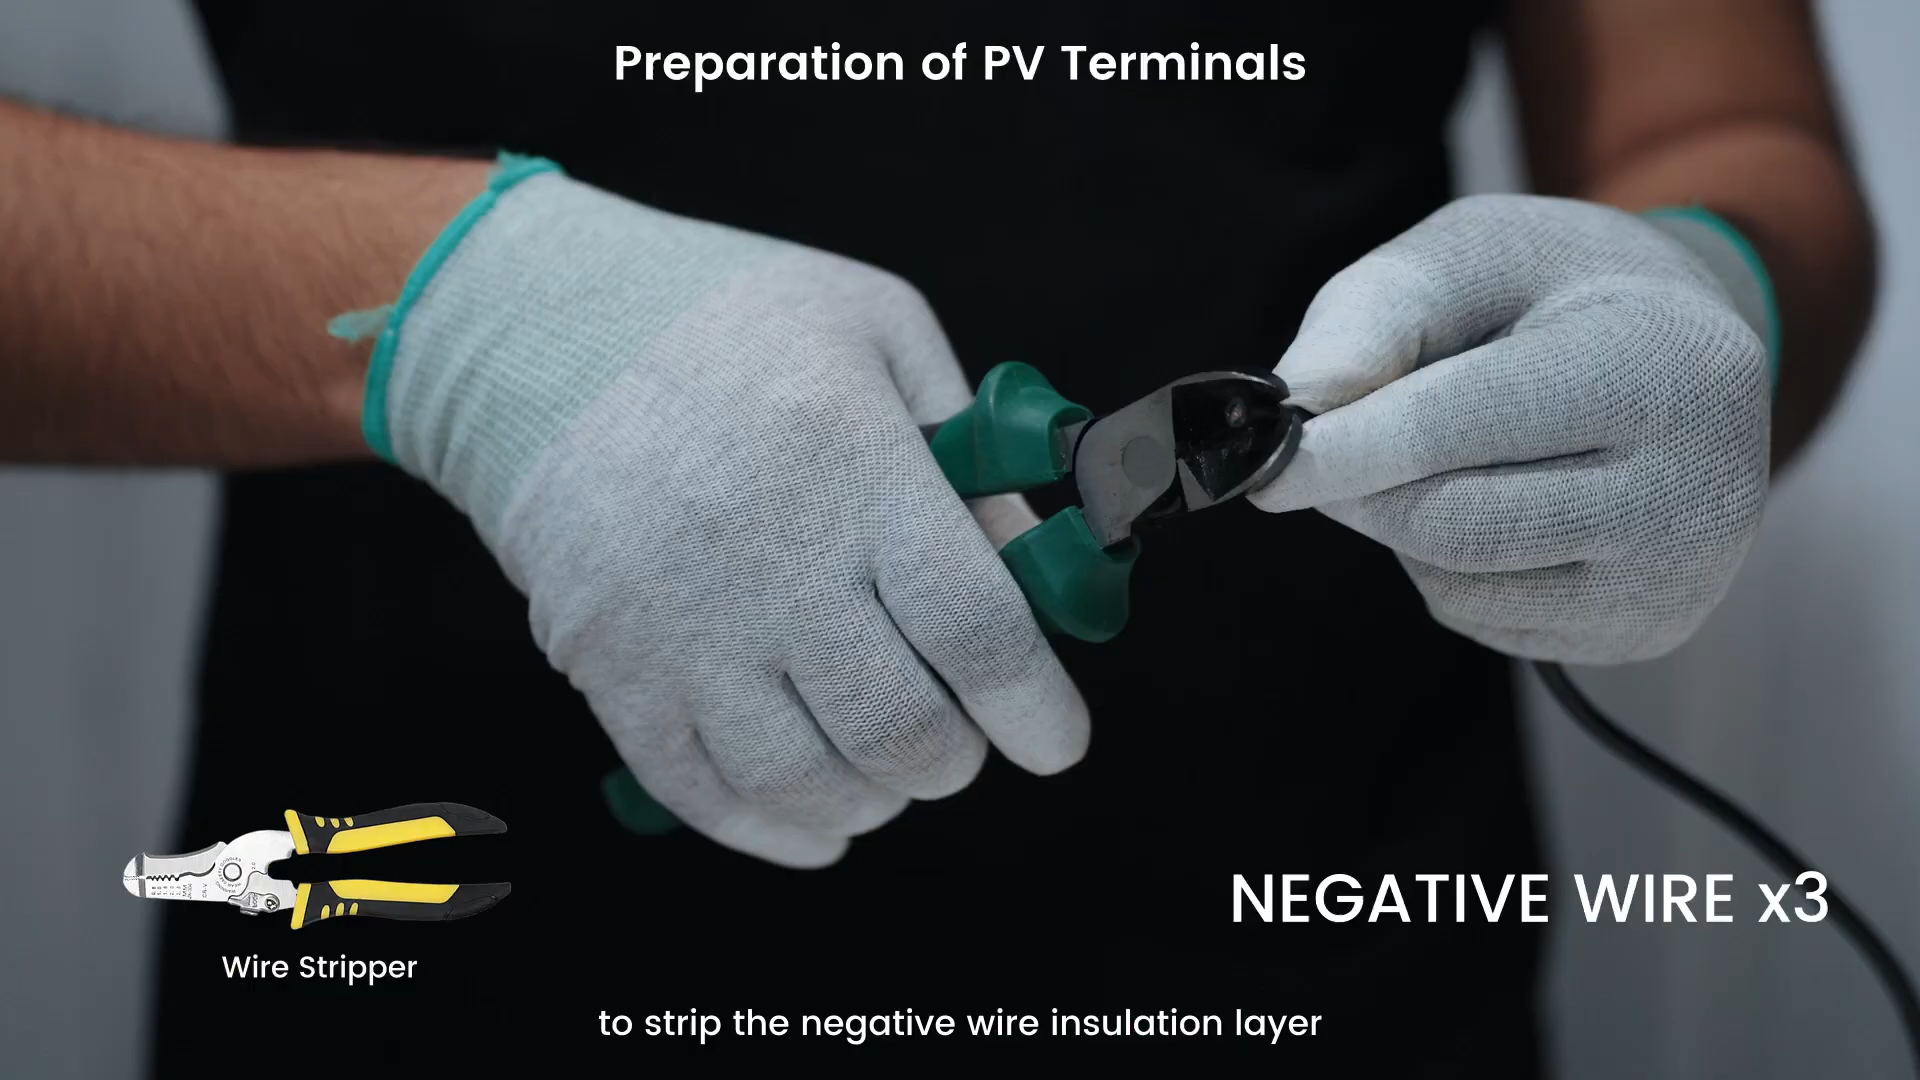 Preparation of PV Terminals
NEGATIVE WIRE x3
Wire Stripper
to strip the negative wire insulation layer